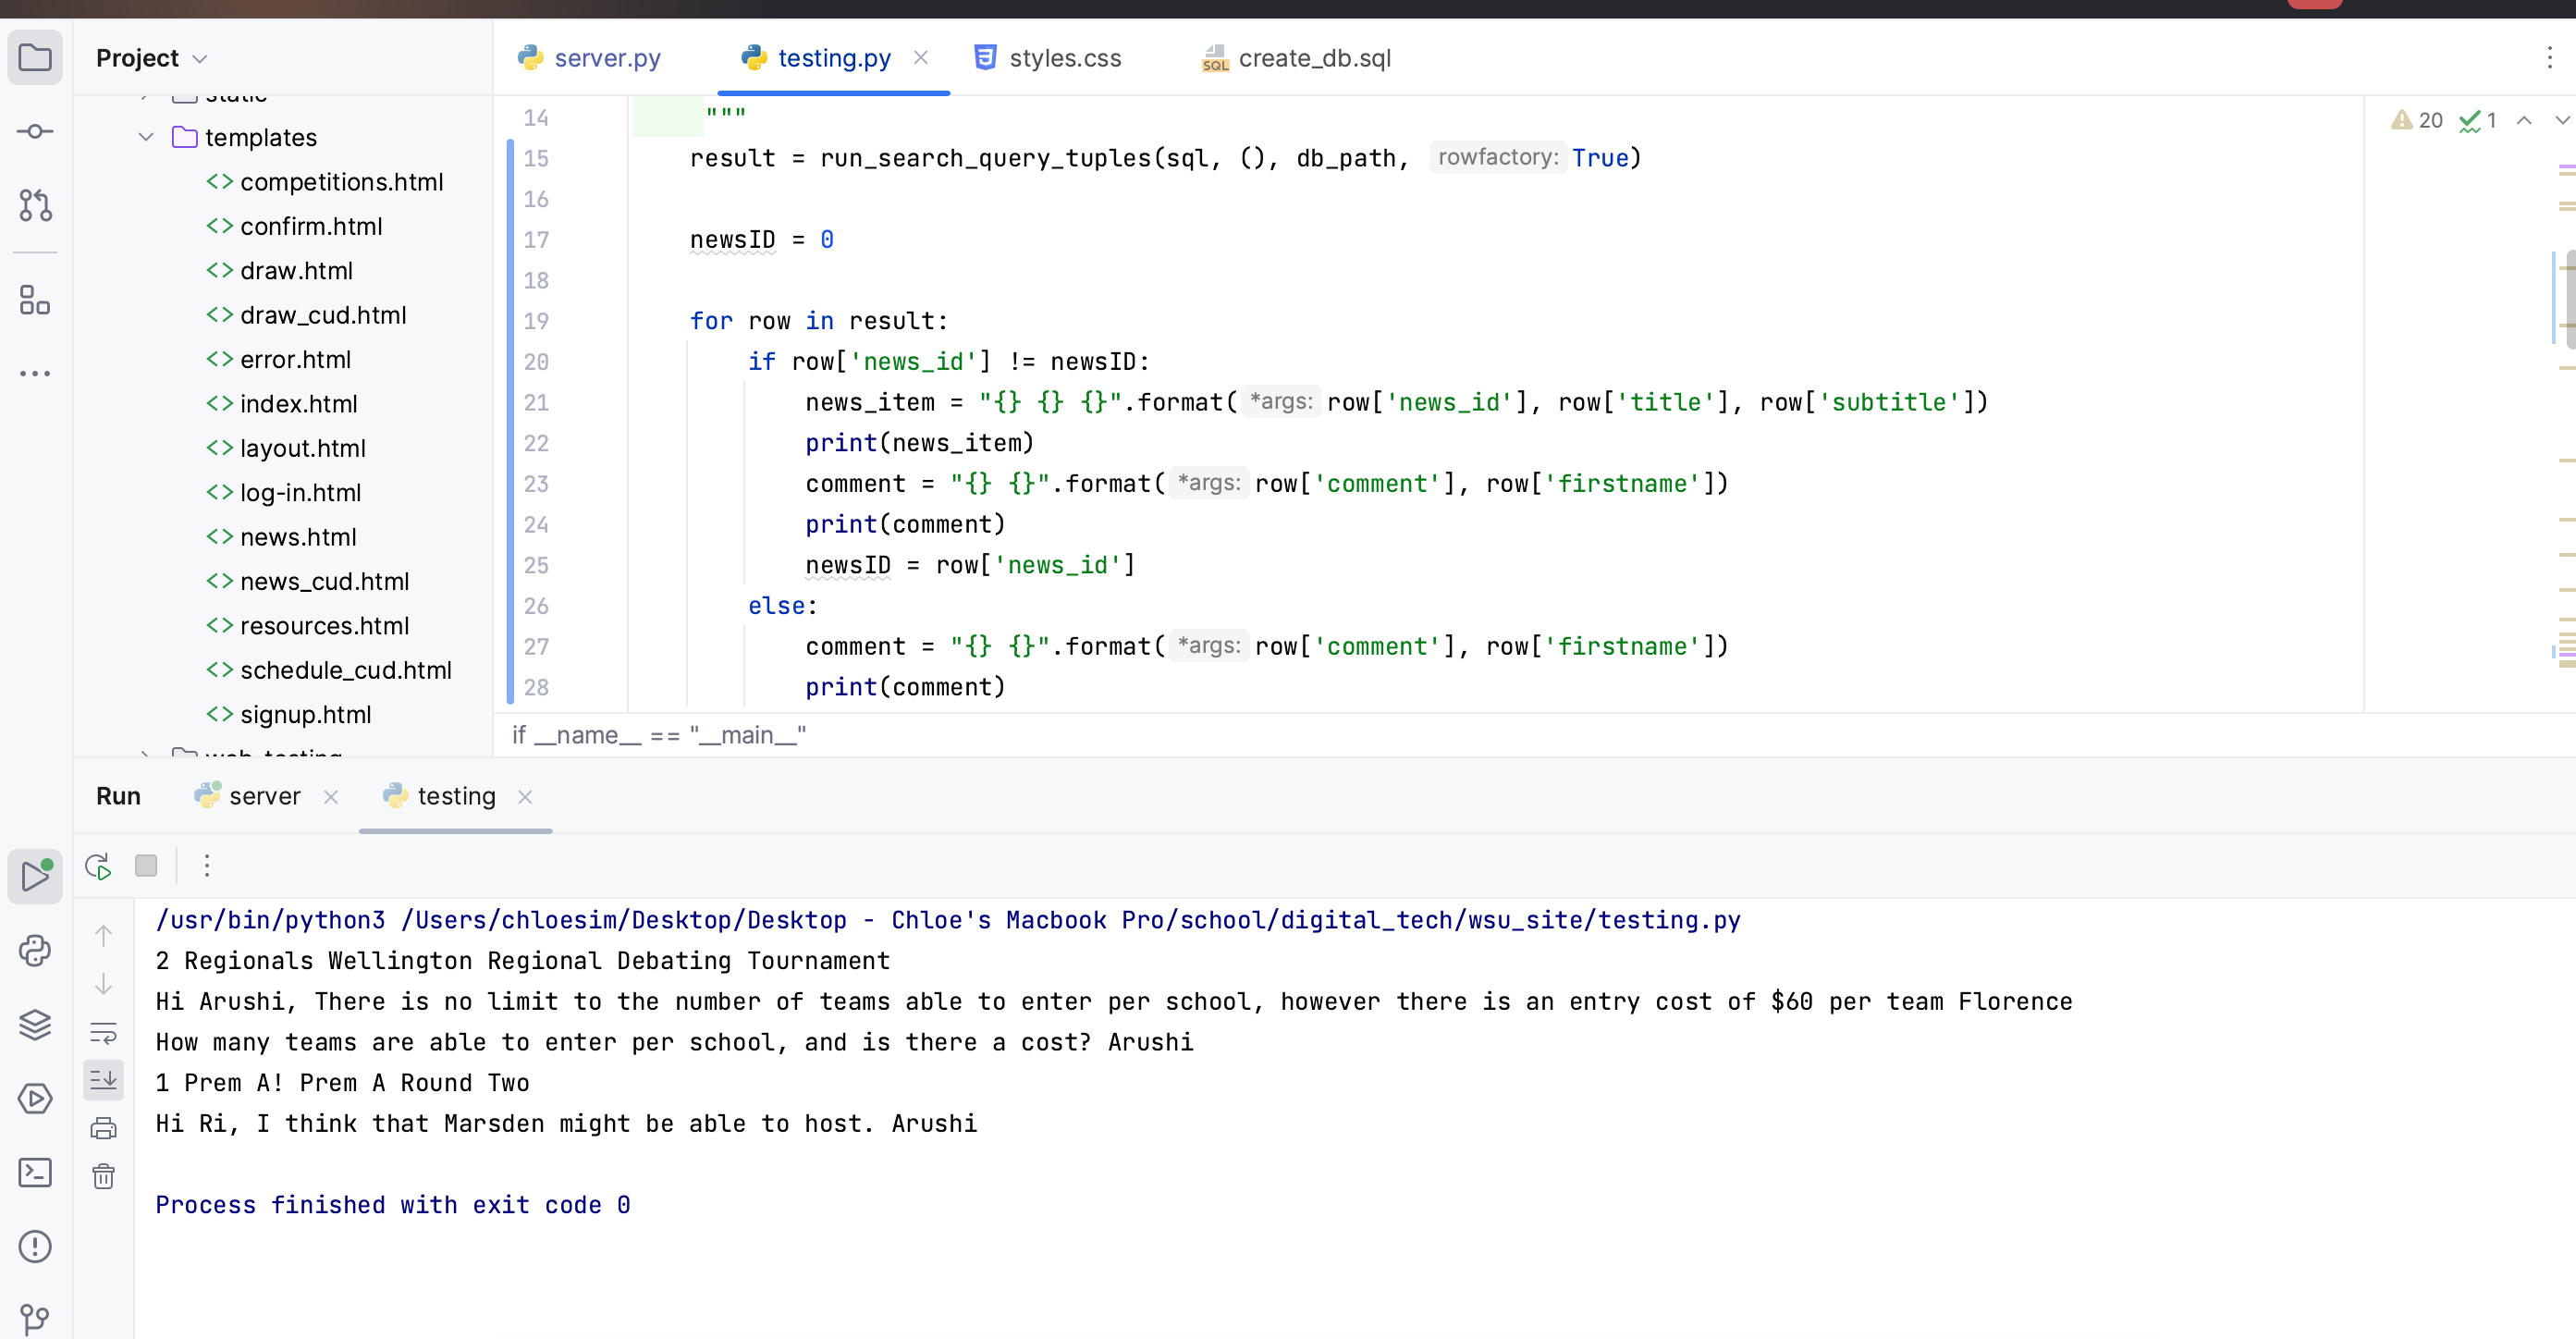 Project
server.py
testing.py
styles.css
SQL
create_db.sql
static
templates
competitions.html
confirm.html
draw.html
draw_cud.html
error.html
index.html
layout.html
log-in.html
news.html
news_cud.html
resources.html
schedule_cud.html
signup.html
web_testing
14 """
15 result = run_search_query_tuples(sql, (), db_path, rowfactory: True)
16
17 newsID = 0
18
19 for row in result:
20 if row['news_id'] != newsID:
21 news_item = "{} {} {}".format( *args: row['news_id'], row['title'], row['subtitle'])
22 print(news_item)
23 comment = "{} {}".format( *args: row['comment'], row['firstname'])
24 print(comment)
25 newsID = row['news_id']
26 else:
27 comment = "{} {}".format( *args: row['comment'], row['firstname'])
28 print(comment)
20 1
if __name__ == "__main__"
Run server testing
/usr/bin/python3 /Users/chloesim/Desktop/Desktop - Chloe's Macbook Pro/school/digital_tech/wsu_site/testing.py
2 Regionals Wellington Regional Debating Tournament
Hi Arushi, There is no limit to the number of teams able to enter per school, however there is an entry cost of $60 per team Florence
How many teams are able to enter per school, and is there a cost? Arushi
1 Prem A! Prem A Round Two
Hi Ri, I think that Marsden might be able to host. Arushi
Process finished with exit code 0